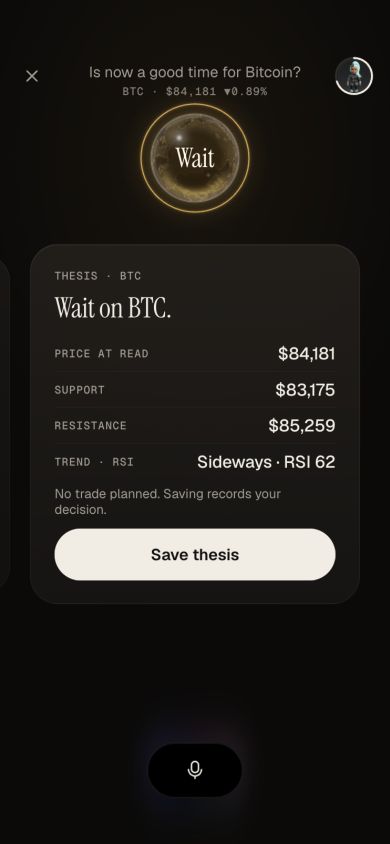 Is now a good time for Bitcoin?
BTC · $84,181 ▼0.89%
Wait
THESIS · BTC
Wait on BTC.
PRICE AT READ $84,181
SUPPORT $83,175
RESISTANCE $85,259
TREND · RSI Sideways · RSI 62
No trade planned. Saving records your
decision.
Save thesis